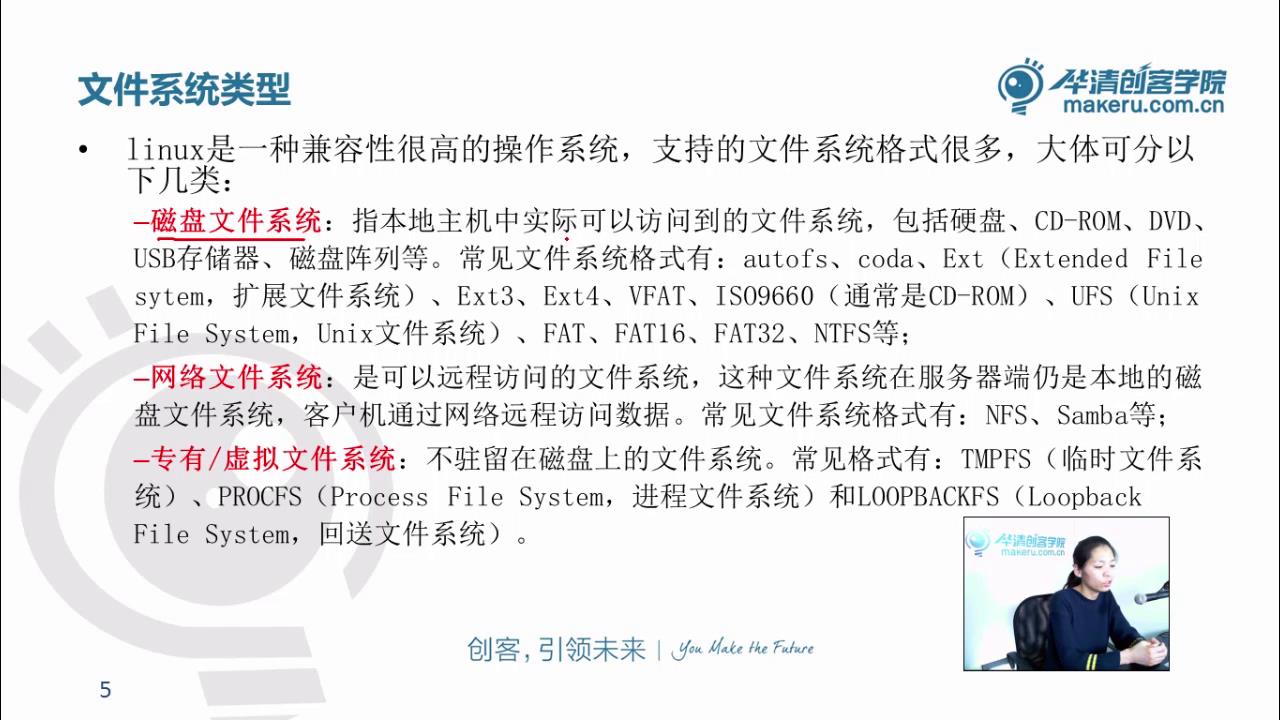 文件系统类型
华清创客学院
makeru.com.cn
• linux是一种兼容性很高的操作系统，支持的文件系统格式很多，大体可分以
下几类：
–磁盘文件系统：指本地主机中实际可以访问到的文件系统，包括硬盘、CD-ROM、DVD、
USB存储器、磁盘阵列等。常见文件系统格式有：autofs、coda、Ext（Extended File
sytem，扩展文件系统）、Ext3、Ext4、VFAT、ISO9660（通常是CD-ROM）、UFS（Unix
File System，Unix文件系统）、FAT、FAT16、FAT32、NTFS等；
–网络文件系统：是可以远程访问的文件系统，这种文件系统在服务器端仍是本地的磁
盘文件系统，客户机通过网络远程访问数据。常见文件系统格式有：NFS、Samba等；
–专有/虚拟文件系统：不驻留在磁盘上的文件系统。常见格式有：TMPFS（临时文件系
统）、PROCFS（Process File System，进程文件系统）和LOOPBACKFS（Loopback
File System，回送文件系统）。
华清创客学院
makeru.com.cn
创客，引领未来 | You Make the Future
5